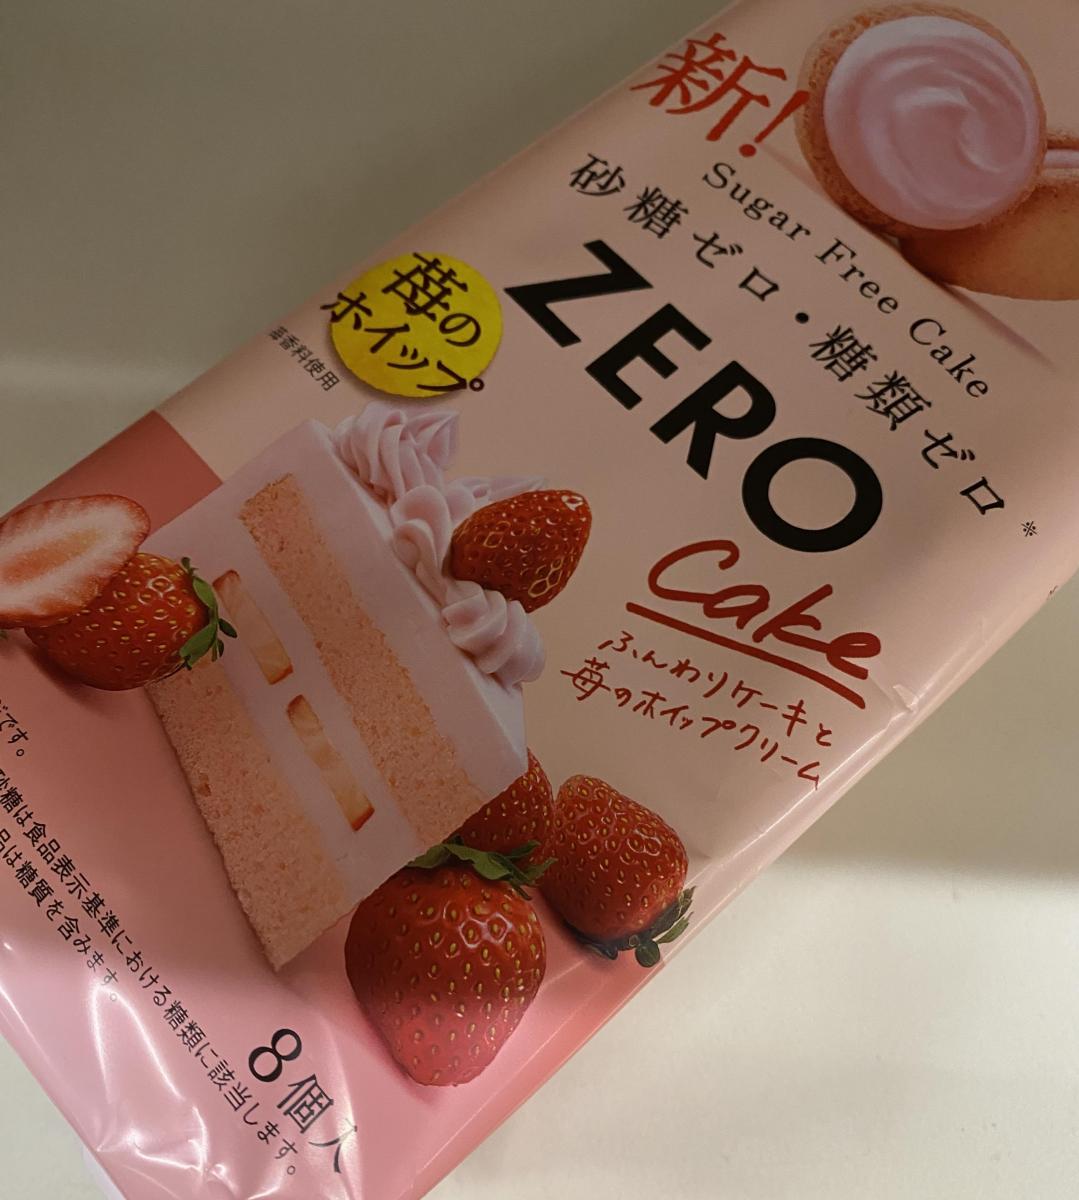 新!
Sugar Free Cake
砂糖ゼロ・糖類ゼロ※
ZERO
Cake
ふんわりケーキと
苺のホイップクリーム
苺の
ホイップ
苺香料使用
です。
砂糖は食品表示基準における糖類に該当します。
品は糖質を含みます。
8個入